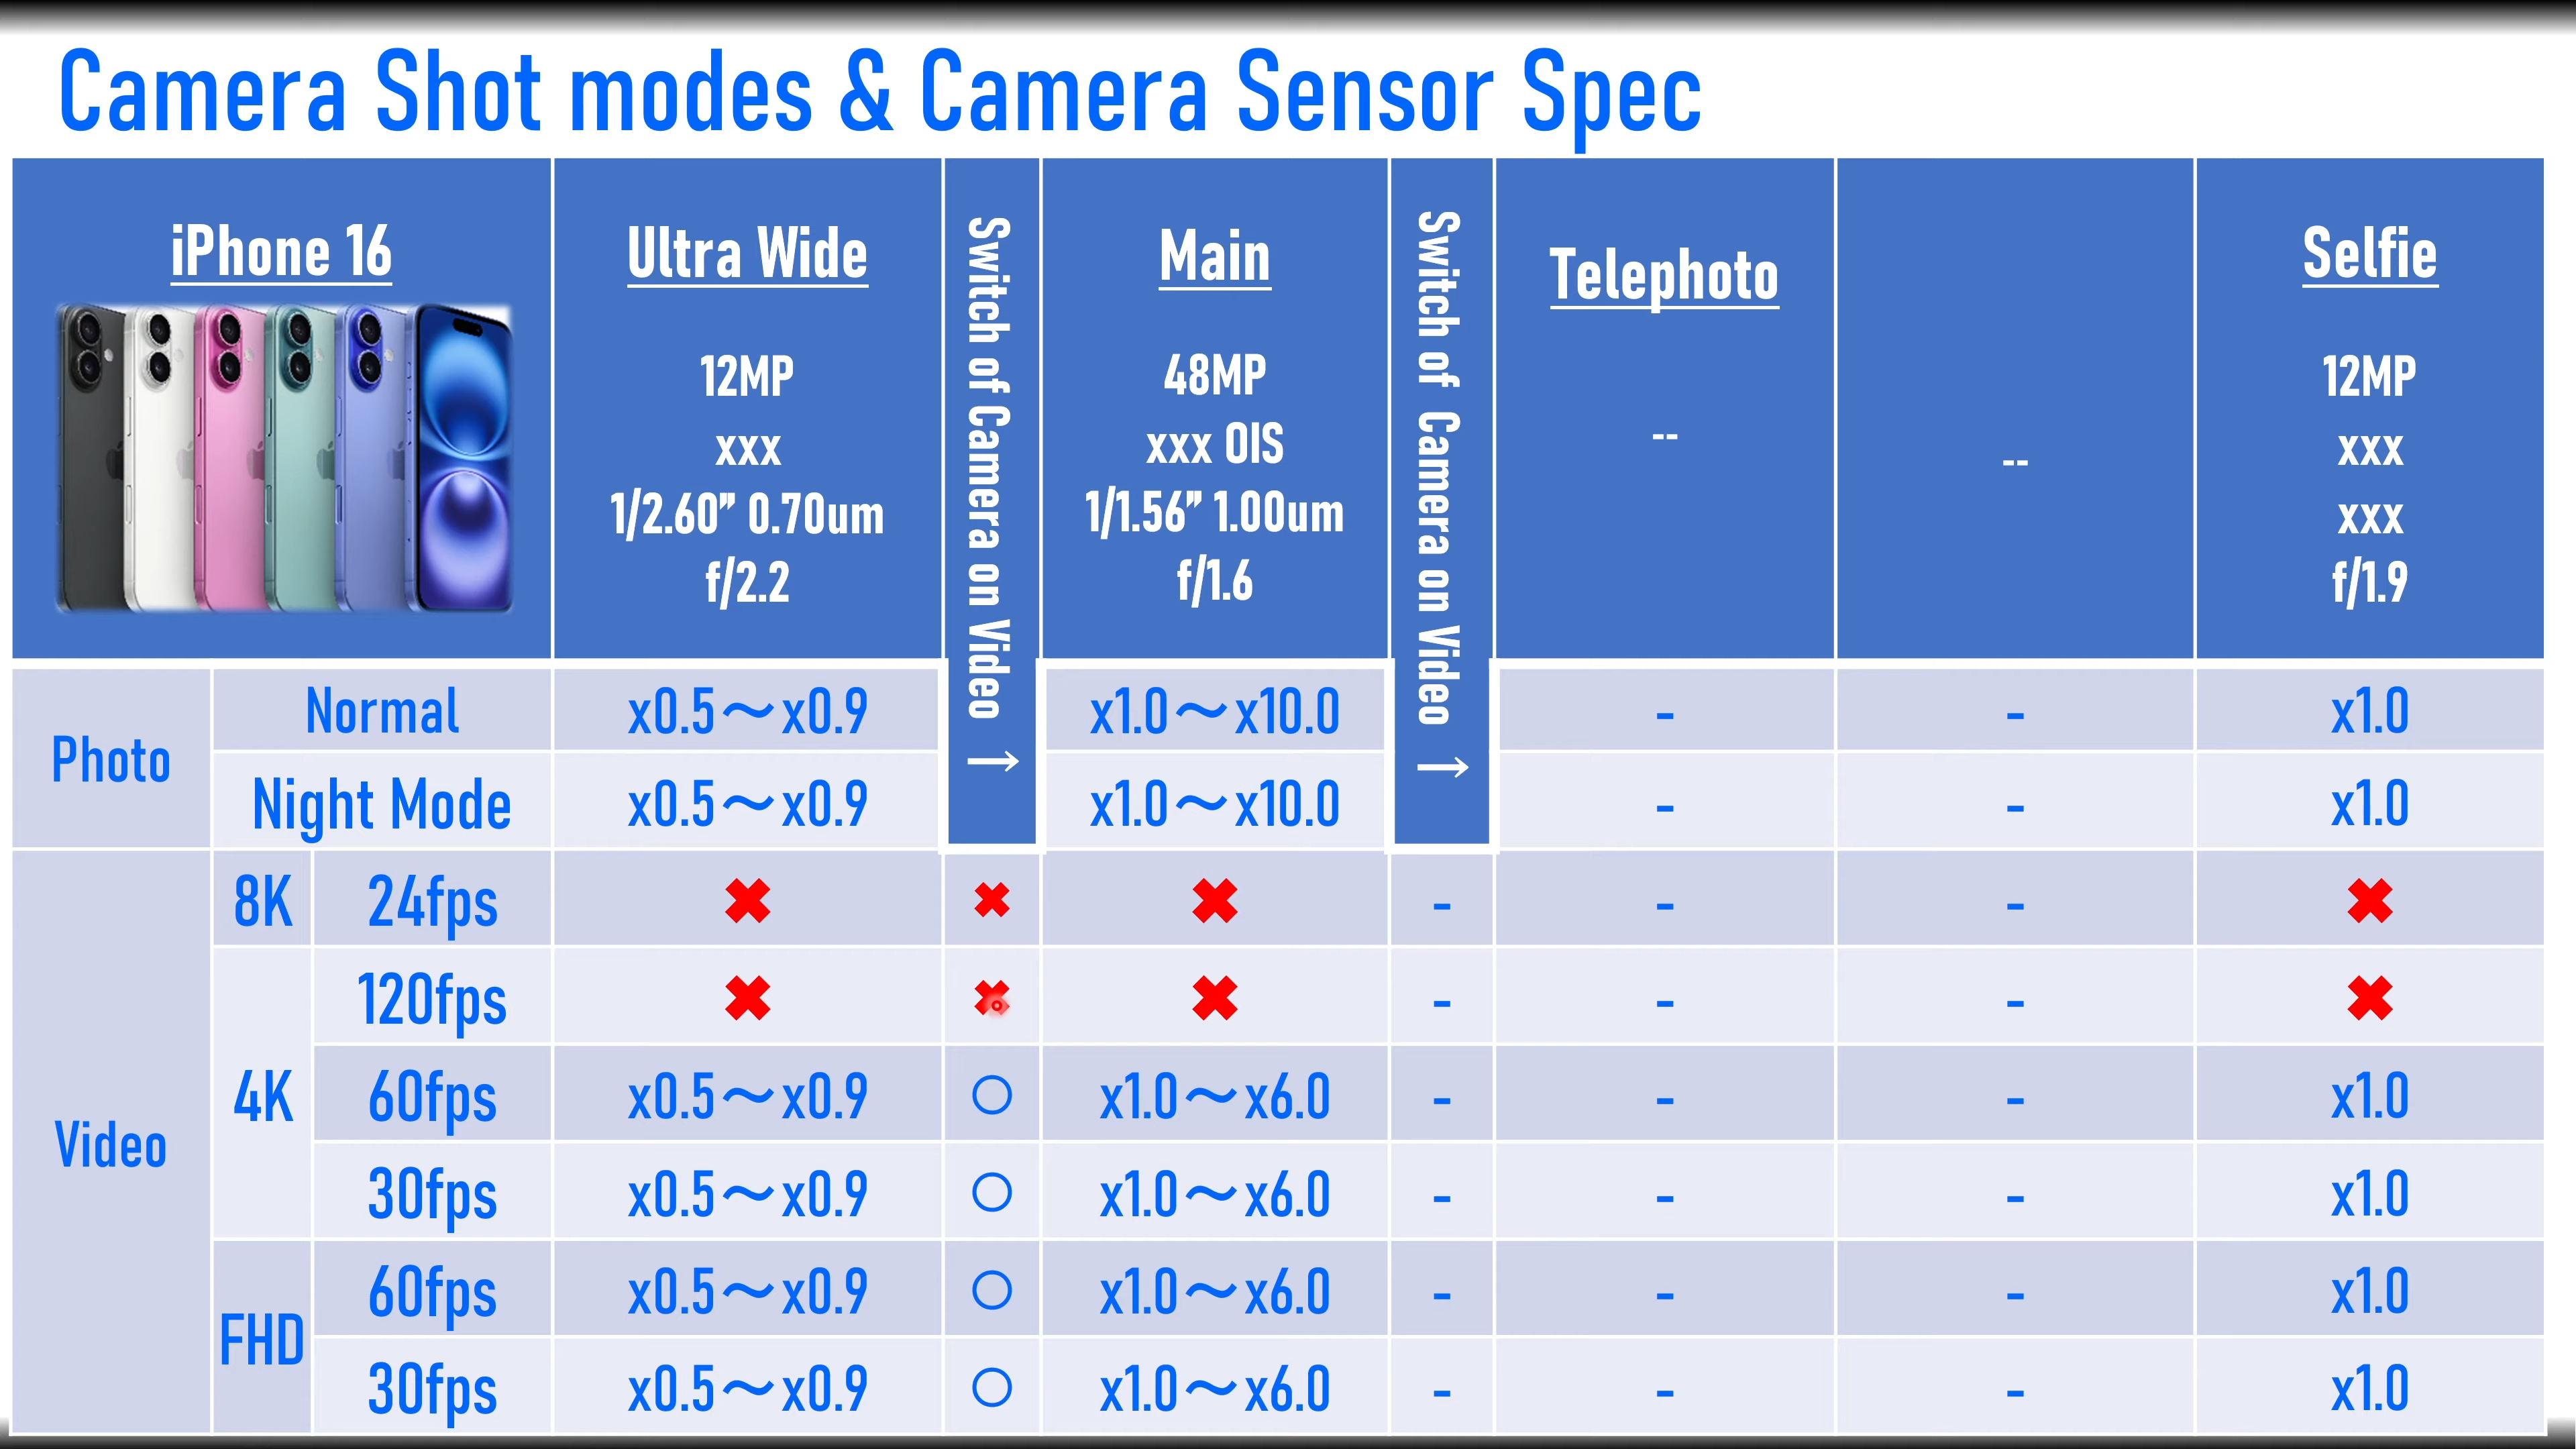 Camera Shot modes & Camera Sensor Spec
iPhone 16
Ultra Wide
12MP
xxx
1/2.60” 0.70um
f/2.2
Switch of Camera on Video →
Main
48MP
xxx OIS
1/1.56” 1.00um
f/1.6
Switch of Camera on Video →
Telephoto
--
--
Selfie
12MP
xxx
xxx
f/1.9
Photo
Normal x0.5～x0.9 x1.0～x10.0 - - x1.0
Night Mode x0.5～x0.9 x1.0～x10.0 - - x1.0
Video
8K 24fps ✖ ✖ ✖ - - - ✖
4K
120fps ✖ ✖ ✖ - - - ✖
60fps x0.5～x0.9 ○ x1.0～x6.0 - - - x1.0
30fps x0.5～x0.9 ○ x1.0～x6.0 - - - x1.0
FHD
60fps x0.5～x0.9 ○ x1.0～x6.0 - - - x1.0
30fps x0.5～x0.9 ○ x1.0～x6.0 - - - x1.0